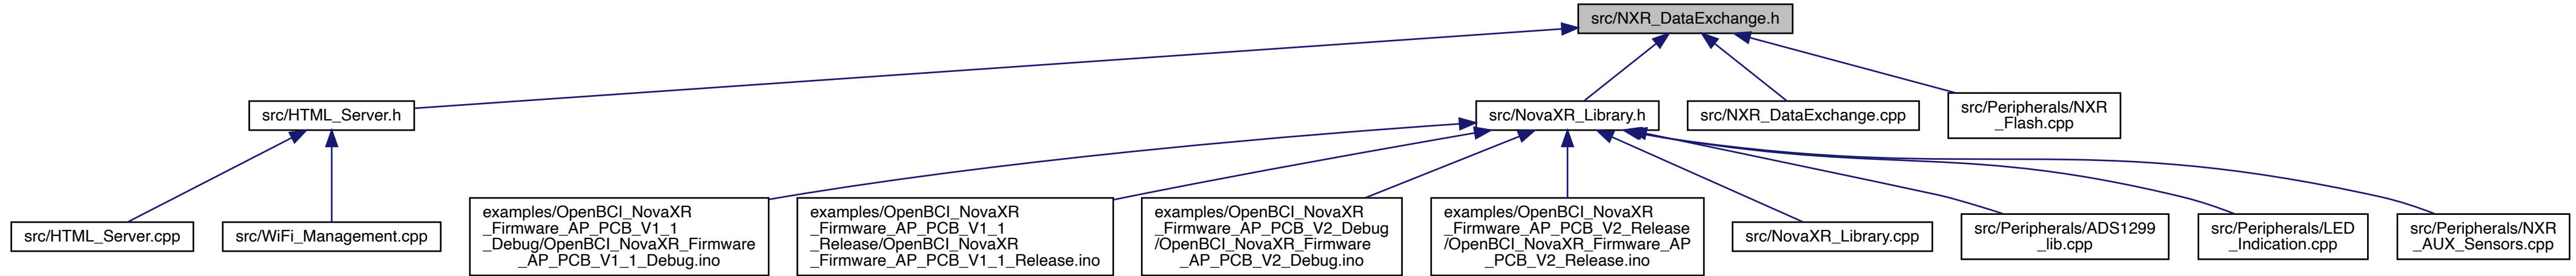 src/NXR_DataExchange.h
src/HTML_Server.h
src/NovaXR_Library.h
src/NXR_DataExchange.cpp
src/Peripherals/NXR
_Flash.cpp
src/HTML_Server.cpp
src/WiFi_Management.cpp
examples/OpenBCI_NovaXR
_Firmware_AP_PCB_V1_1
_Debug/OpenBCI_NovaXR_Firmware
_AP_PCB_V1_1_Debug.ino
examples/OpenBCI_NovaXR
_Firmware_AP_PCB_V1_1
_Release/OpenBCI_NovaXR
_Firmware_AP_PCB_V1_1_Release.ino
examples/OpenBCI_NovaXR
_Firmware_AP_PCB_V2_Debug
/OpenBCI_NovaXR_Firmware
_AP_PCB_V2_Debug.ino
examples/OpenBCI_NovaXR
_Firmware_AP_PCB_V2_Release
/OpenBCI_NovaXR_Firmware_AP
_PCB_V2_Release.ino
src/NovaXR_Library.cpp
src/Peripherals/ADS1299
_lib.cpp
src/Peripherals/LED
_Indication.cpp
src/Peripherals/NXR
_AUX_Sensors.cpp